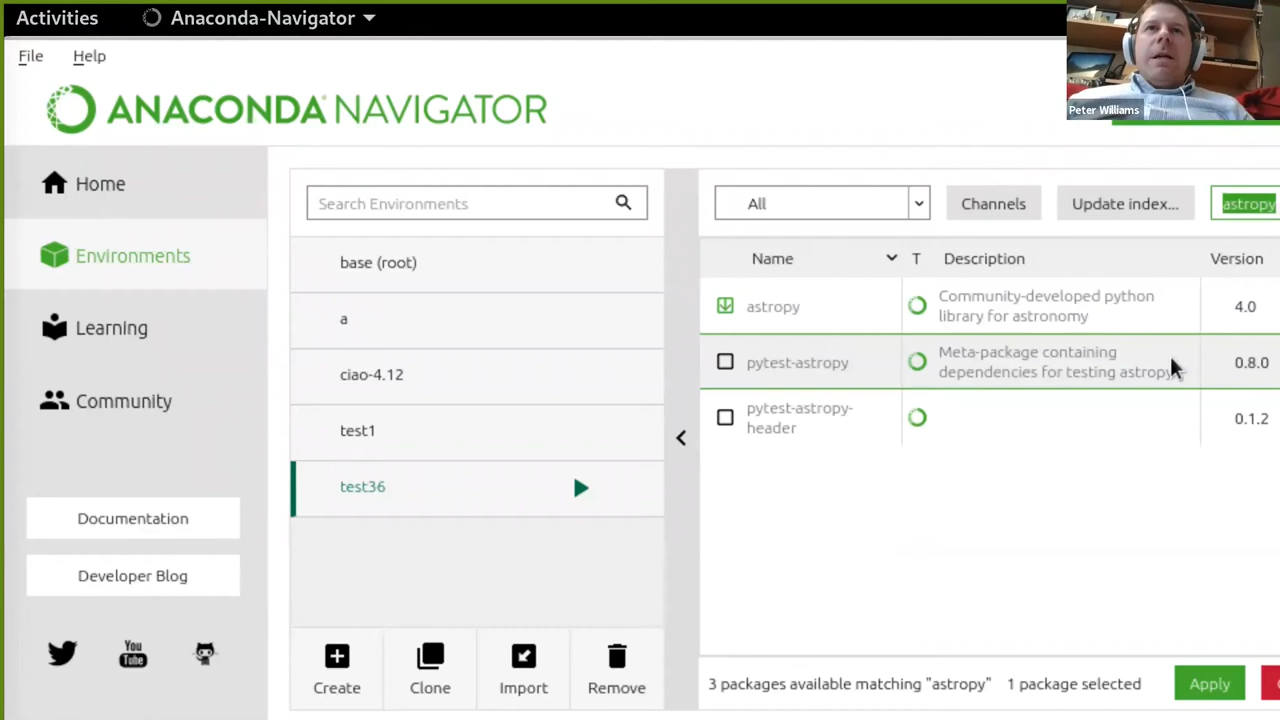 Activities
Anaconda-Navigator
Peter Williams
File Help
ANACONDA NAVIGATOR
Home
Environments
Learning
Community
Documentation
Developer Blog
You
Tube
Search Environments
base (root)
a
ciao-4.12
test1
test36
Create Clone Import Remove
All Channels Update index... astropy
Name T Description Version
astropy Community-developed python
library for astronomy 4.0
pytest-astropy Meta-package containing
dependencies for testing astropy 0.8.0
pytest-astropy-
header 0.1.2
3 packages available matching "astropy" 1 package selected Apply